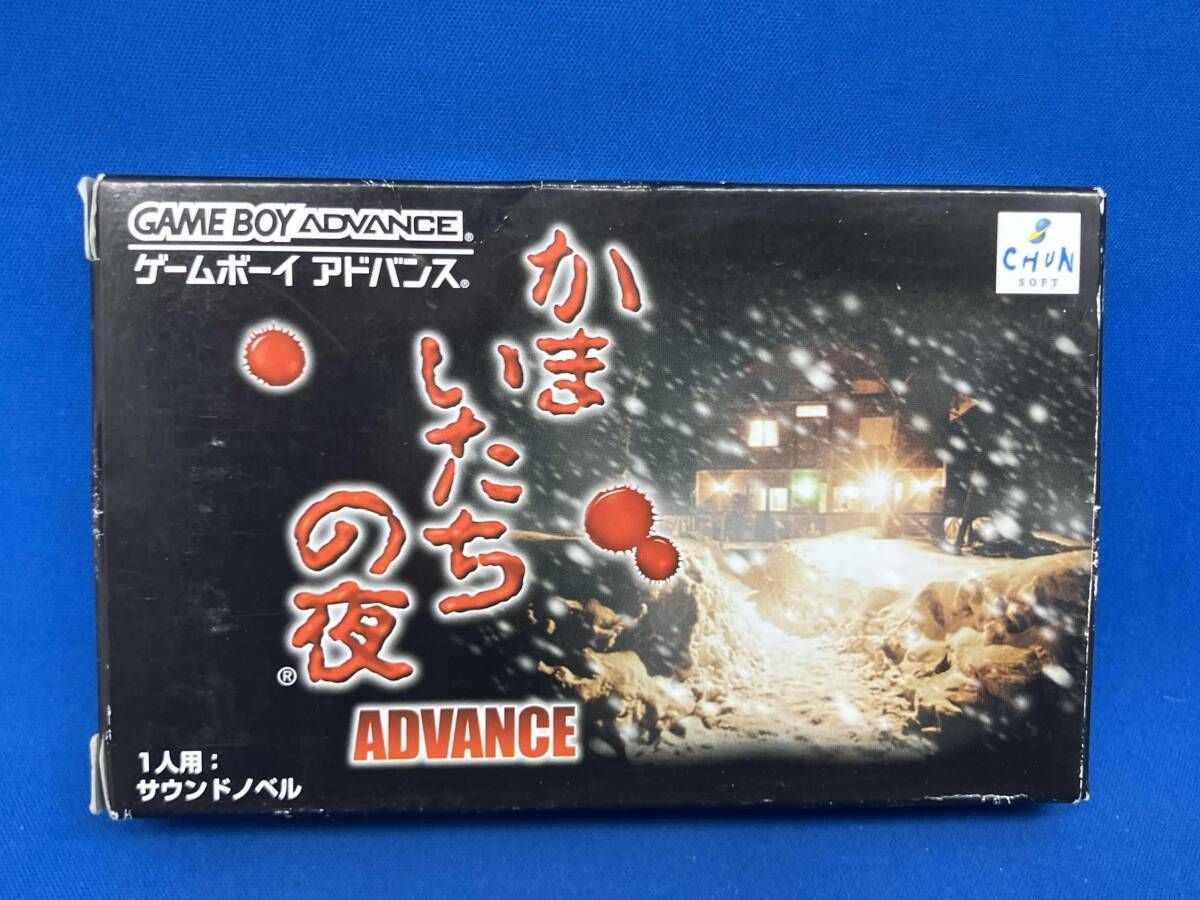 GAME BOY ADVANCE®
ゲームボーイ アドバンス®
CHUN
SOFT
かま
いたち
の夜®
ADVANCE
1人用：
サウンドノベル